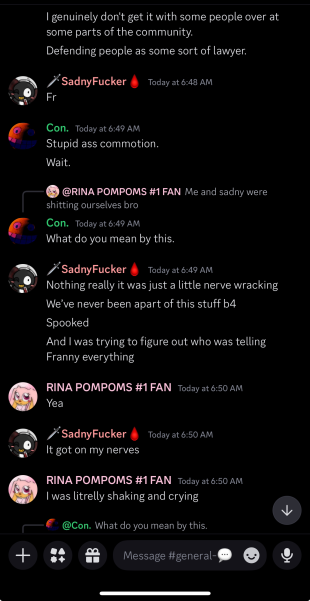 I genuinely don't get it with some people over at
some parts of the community.
Defending people as some sort of lawyer.
SadnyFucker Today at 6:48 AM
Fr
Con. Today at 6:49 AM
Stupid ass commotion.
Wait.
@RINA POMPOMS #1 FAN Me and sadny were
shitting ourselves bro
Con. Today at 6:49 AM
What do you mean by this.
SadnyFucker Today at 6:49 AM
Nothing really it was just a little nerve wracking
We've never been apart of this stuff b4
Spooked
And I was trying to figure out who was telling
Franny everything
RINA POMPOMS #1 FAN Today at 6:50 AM
Yea
SadnyFucker Today at 6:50 AM
It got on my nerves
RINA POMPOMS #1 FAN Today at 6:50 AM
I was litrelly shaking and crying
@Con. What do you mean by this.
Message #general-